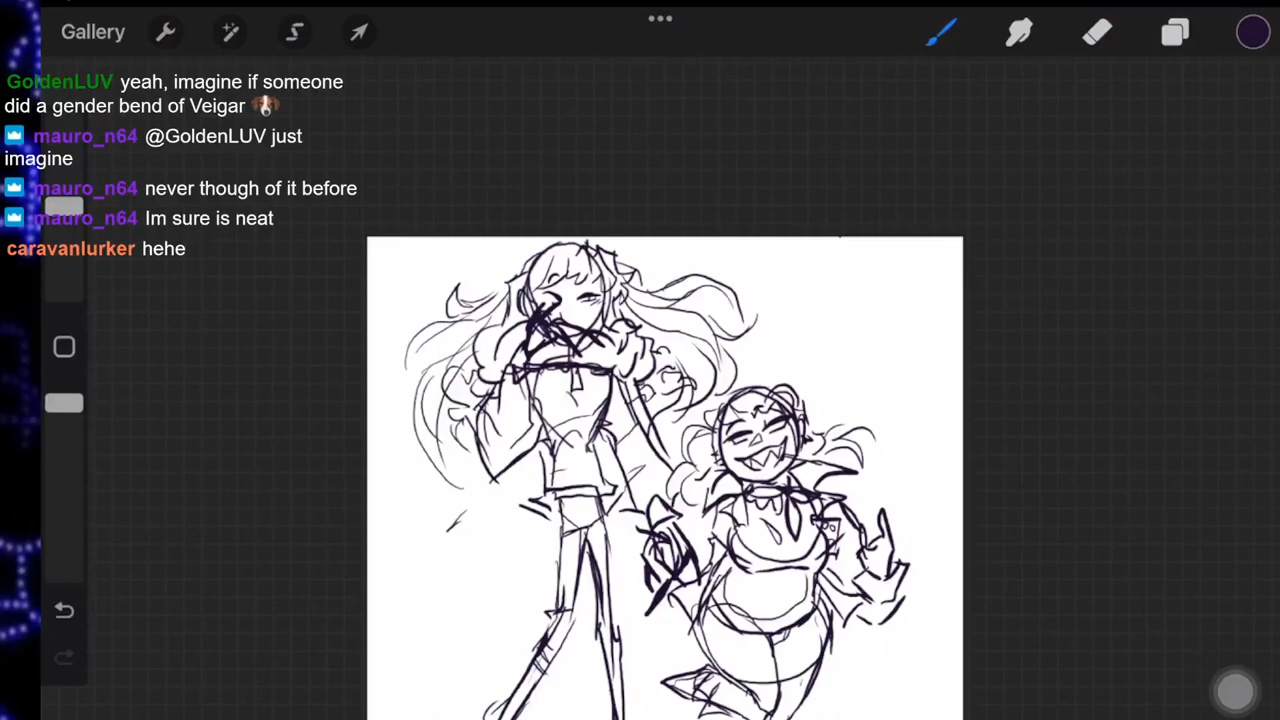 Gallery
GoldenLUV yeah, imagine if someone
did a gender bend of Veigar
mauro_n64 @GoldenLUV just
imagine
mauro_n64 never though of it before
mauro_n64 Im sure is neat
caravanlurker hehe